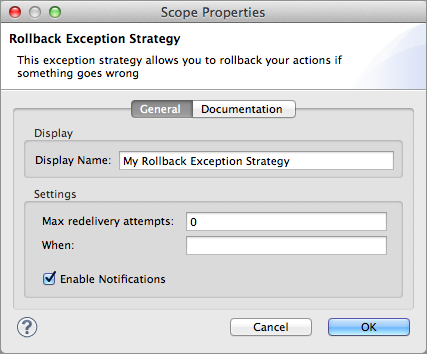 Scope Properties
Rollback Exception Strategy
This exception strategy allows you to rollback your actions if
something goes wrong
General Documentation
Display
Display Name: My Rollback Exception Strategy
Settings
Max redelivery attempts: 0
When:
Enable Notifications
? Cancel OK